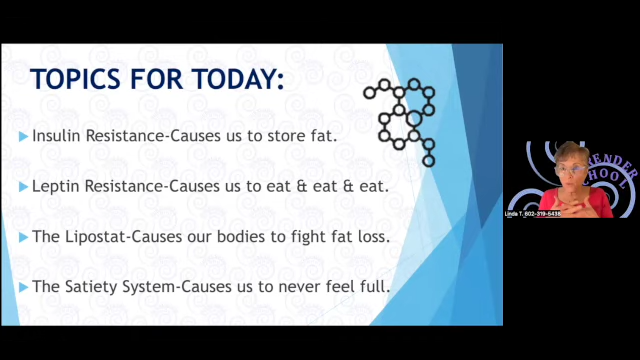 TOPICS FOR TODAY:
Insulin Resistance-Causes us to store fat.
Leptin Resistance-Causes us to eat & eat & eat.
The Lipostat-Causes our bodies to fight fat loss.
The Satiety System-Causes us to never feel full.
RENDER
SCHOOL
Linda T. 602-319-5438